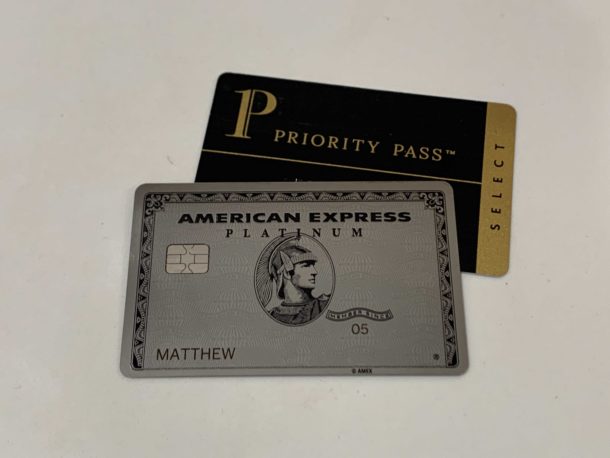 P
PRIORITY PASS™
SELECT
AMERICAN EXPRESS
PLATINUM
MEMBER SINCE
05
MATTHEW
®
© AMEX